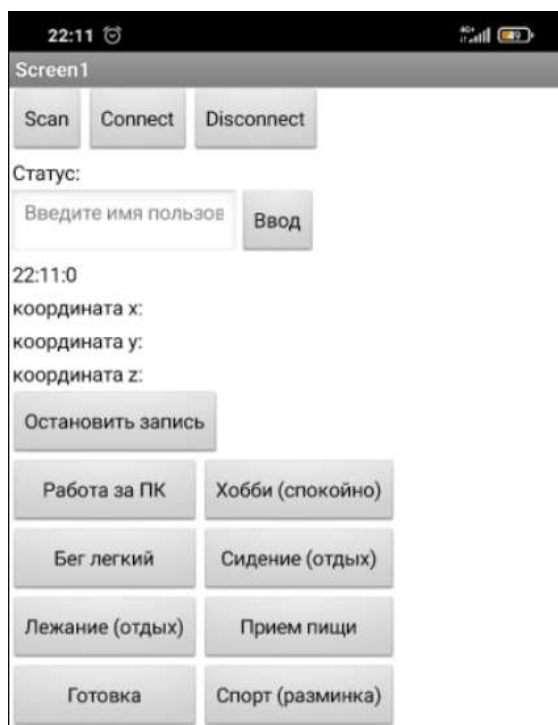 22:11
Screen1
Scan Connect Disconnect
Статус:
Введите имя пользов Ввод
22:11:0
координата x:
координата y:
координата z:
Остановить запись
Работа за ПК Хобби (спокойно)
Бег легкий Сидение (отдых)
Лежание (отдых) Прием пищи
Готовка Спорт (разминка)